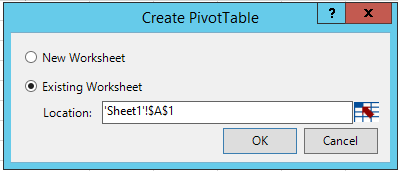 Create PivotTable ? x
New Worksheet
Existing Worksheet
Location: 'Sheet1'!$A$1
OK Cancel